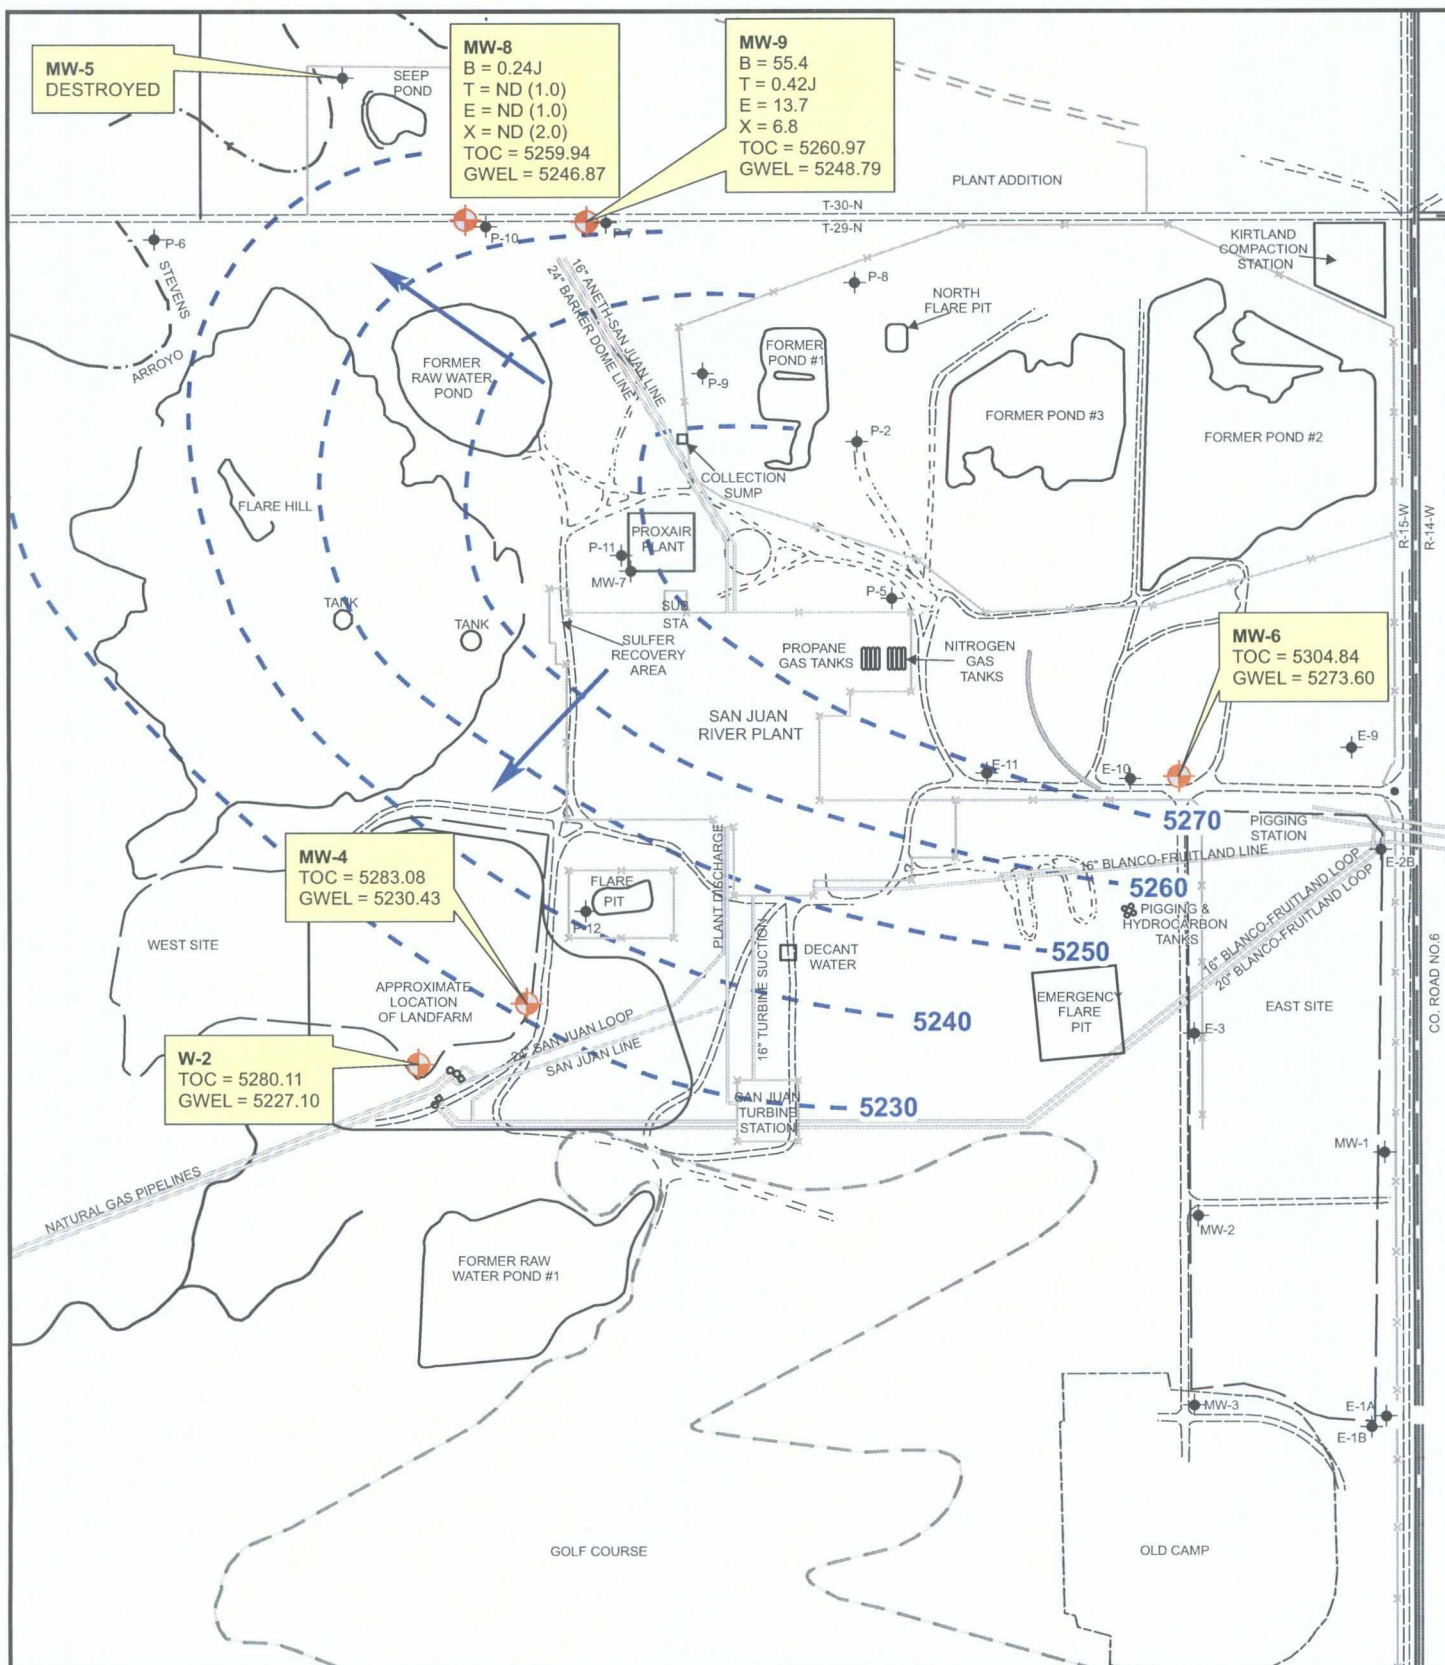 MW-5
DESTROYED
SEEP
POND
MW-8
B = 0.24J
T = ND (1.0)
E = ND (1.0)
X = ND (2.0)
TOC = 5259.94
GWEL = 5246.87
MW-9
B = 55.4
T = 0.42J
E = 13.7
X = 6.8
TOC = 5260.97
GWEL = 5248.79
PLANT ADDITION
T-30-N
T-29-N
P-6
P-10
P-7
STEVENS
ARROYO
16" ANETH-SAN JUAN LINE
24" BARKER DOME LINE
P-8
NORTH
FLARE PIT
KIRTLAND
COMPACTION
STATION
FORMER
RAW WATER
POND
FORMER
POND #1
P-9
FORMER POND #3
FORMER POND #2
P-2
COLLECTION
SUMP
FLARE HILL
R-15-W
R-14-W
PROXAIR
PLANT
P-11
MW-7
SUB
STA
P-5
TANK
TANK
SULFER
RECOVERY
AREA
PROPANE
GAS TANKS
NITROGEN
GAS
TANKS
MW-6
TOC = 5304.84
GWEL = 5273.60
SAN JUAN
RIVER PLANT
E-9
E-11
E-10
5270
PIGGING
STATION
16" BLANCO-FRUITLAND LINE
E-2B
5260
PIGGING &
HYDROCARBON
TANKS
16" BLANCO-FRUITLAND LOOP
20" BLANCO-FRUITLAND LOOP
MW-4
TOC = 5283.08
GWEL = 5230.43
FLARE
PIT
P-12
PLANT DISCHARGE
16" TURBINE SUCTION
DECANT
WATER
5250
WEST SITE
APPROXIMATE
LOCATION
OF LANDFARM
EMERGENCY
FLARE
PIT
EAST SITE
CO. ROAD NO.6
5240
E-3
24" SAN JUAN LOOP
SAN JUAN LINE
W-2
TOC = 5280.11
GWEL = 5227.10
SAN JUAN
TURBINE
STATION
5230
MW-1
NATURAL GAS PIPELINES
MW-2
FORMER RAW
WATER POND #1
MW-3
E-1A
E-1B
GOLF COURSE
OLD CAMP